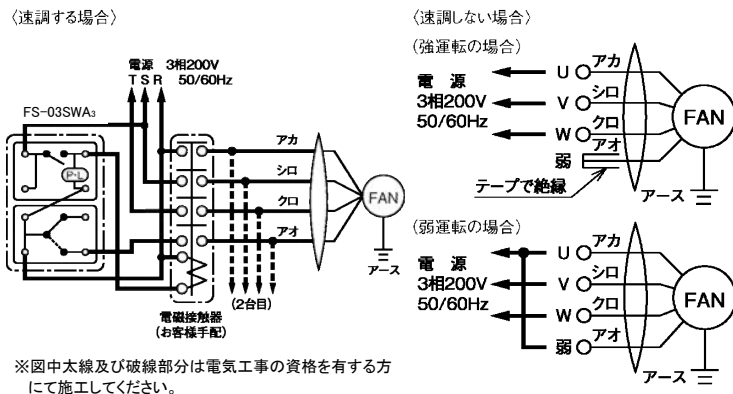 〈速調する場合〉
電源 3相200V
T S R 50/60Hz
FS-03SWA₃
P·L
アカ
シロ
クロ
アオ
FAN
アース
(2台目)
電磁接触器
(お客様手配)
※図中太線及び破線部分は電気工事の資格を有する方
にて施工してください。
〈速調しない場合〉
(強運転の場合)
電源
3相200V
50/60Hz
U アカ
V シロ
W クロ
弱 アオ
FAN
テープで絶縁
アース
(弱運転の場合)
電源
3相200V
50/60Hz
U アカ
V シロ
W クロ
弱 アオ
FAN
アース